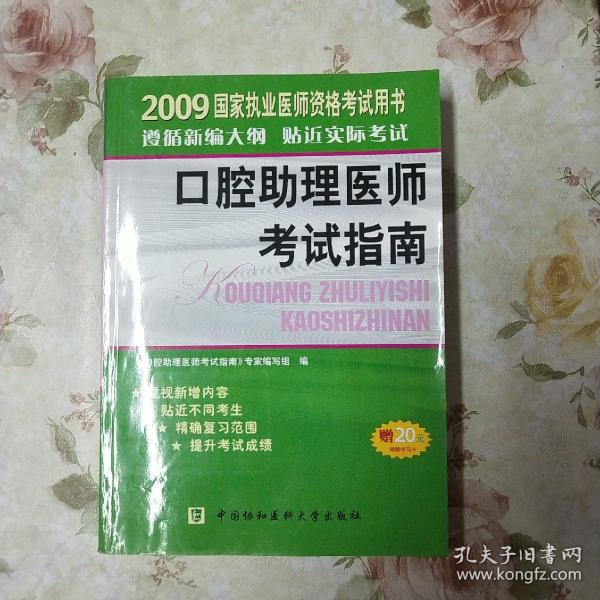 2009国家执业医师资格考试用书
遵循新编大纲 贴近实际考试
口腔助理医师
考试指南
KOUQIANG ZHULIYISHI
KAOSHIZHINAN
口腔助理医师考试指南》专家编写组 编
★重视新增内容
贴近不同考生
★ 精确复习范围
★ 提升考试成绩
赠20元
中国协和医科大学出版社
孔夫子旧书网
www.kongfz.com